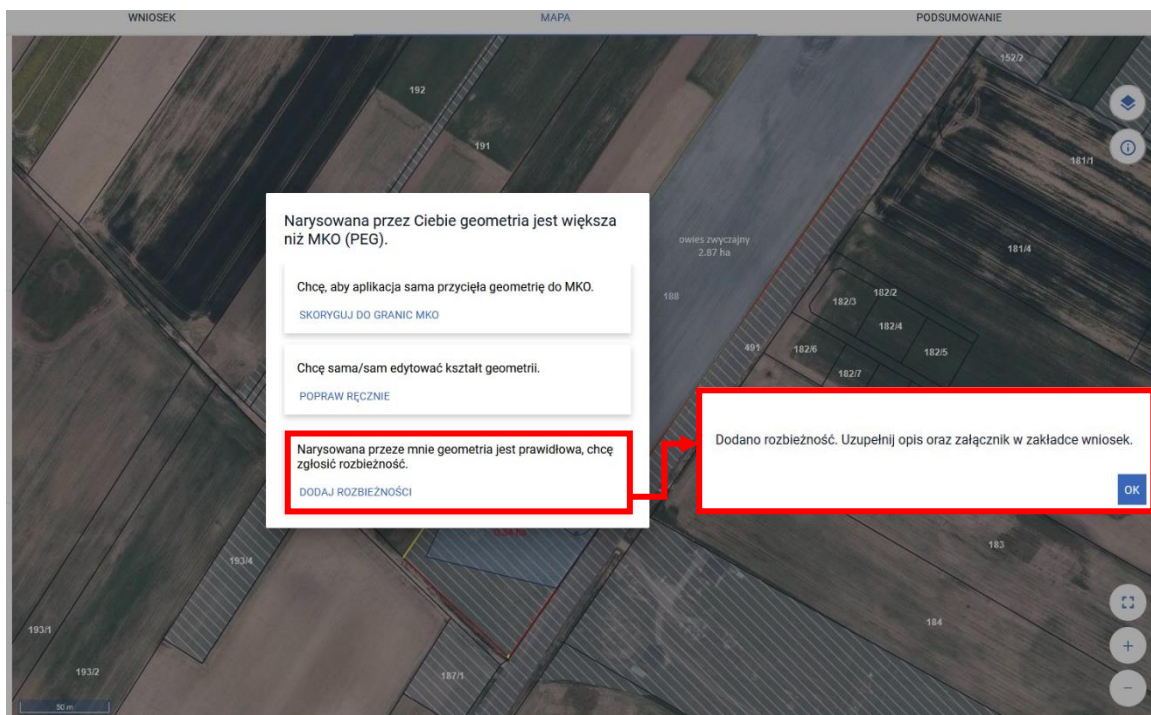 WNIOSEK
MAPA
PODSUMOWANIE
152/2
192
191
181/1
Narysowana przez Ciebie geometria jest większa
niż MKO (PEG).
owies zwyczajny
2.87 ha
181/4
Chcę, aby aplikacja sama przycięła geometrię do MKO.
SKORYGUJ DO GRANIC MKO
188
182/3
182/2
182/4
491
182/6
182/5
182/7
Chcę sama/sam edytować kształt geometrii.
POPRAW RĘCZNIE
Narysowana przeze mnie geometria jest prawidłowa, chcę
zgłosić rozbieżność.
DODAJ ROZBIEŻNOŚCI
Dodano rozbieżność. Uzupełnij opis oraz załącznik w zakładce wniosek.
OK
183
193/4
184
193/1
193/2
187/1
50 m